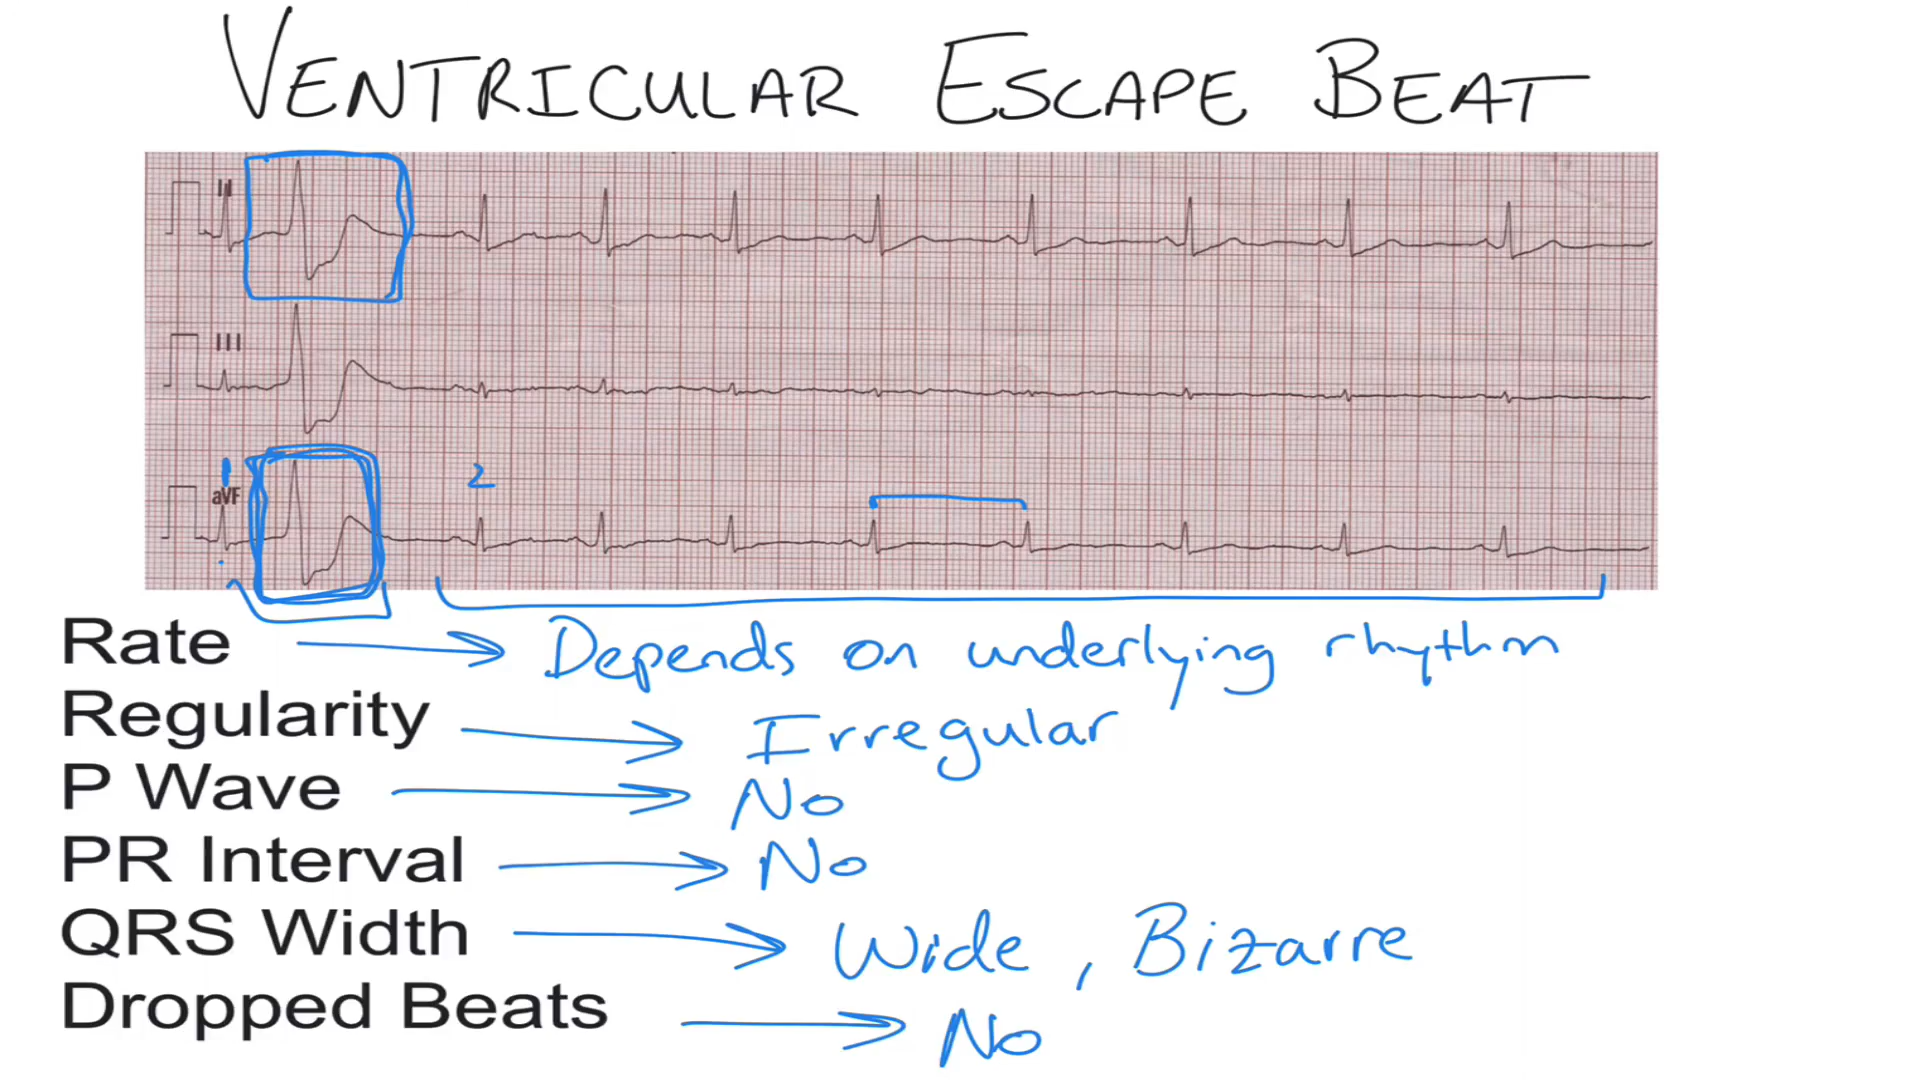 VENTRICULAR ESCAPE BEAT
II
III
1 2
aVF
Rate → Depends on underlying rhythm
Regularity → Irregular
P Wave → No
PR Interval → No
QRS Width → Wide, Bizarre
Dropped Beats → No